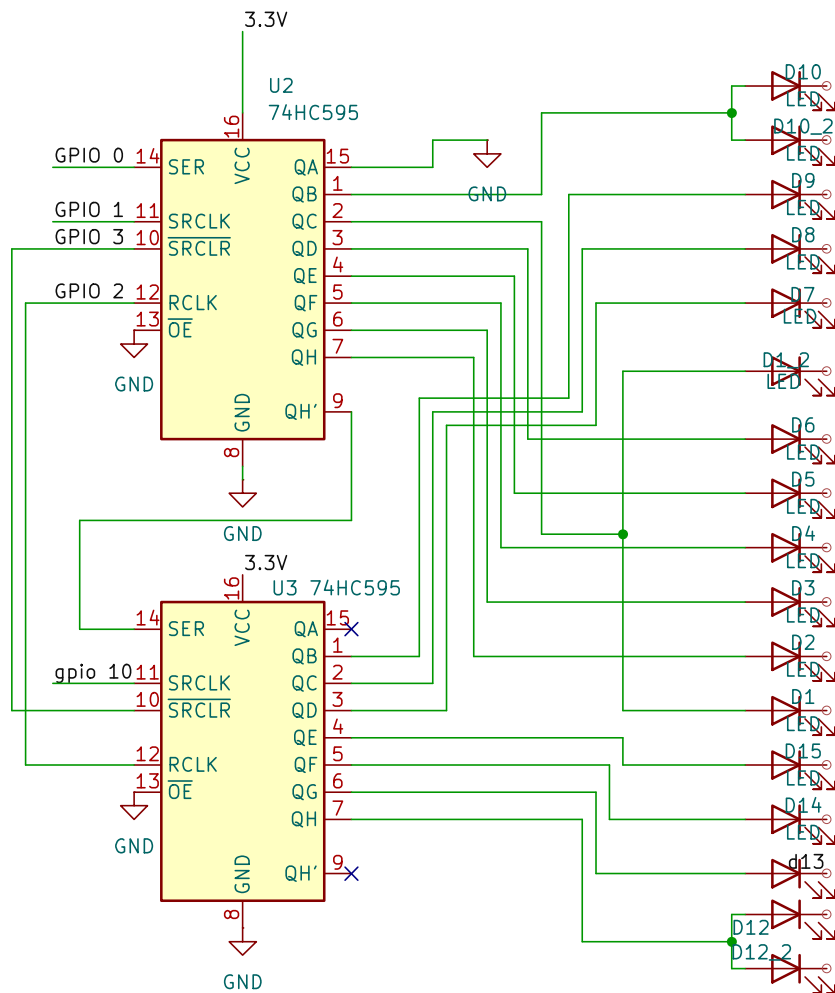 3.3V
U2
74HC595
16
VCC
GPIO 0
14
SER
QA
15
GND
QB
1
GPIO 1
11
SRCLK
QC
2
GPIO 3
10
SRCLR
QD
3
QE
4
GPIO 2
12
RCLK
QF
5
13
OE
QG
6
GND
QH
7
GND
QH'
9
8
GND
3.3V
16
VCC
U3 74HC595
14
SER
QA
15
QB
1
gpio 10
11
SRCLK
QC
2
10
SRCLR
QD
3
QE
4
12
RCLK
QF
5
13
OE
QG
6
GND
QH
7
GND
QH'
9
8
GND
D10
LED
D10_2
LED
D9
LED
D8
LED
D7
LED
D1_2
LED
D6
LED
D5
LED
D4
LED
D3
LED
D2
LED
D1
LED
D15
LED
D14
LED
d13
D12
D12_2